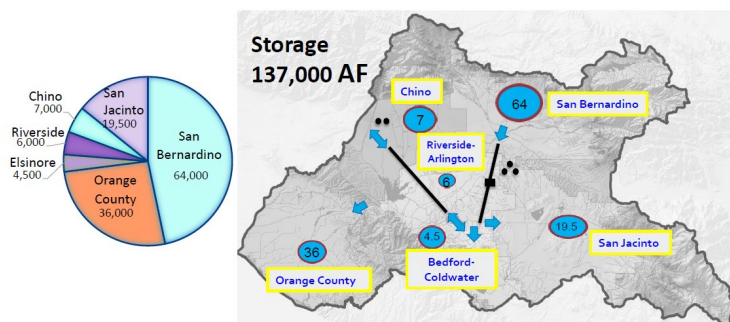 San
Jacinto
19,500
Chino
7,000
Riverside
6,000
Elsinore
4,500
Orange
County
36,000
San
Bernardino
64,000
Storage
137,000 AF
Chino
7
64
San Bernardino
Riverside-
Arlington
6
4.5
Bedford-
Coldwater
19.5
San Jacinto
36
Orange County